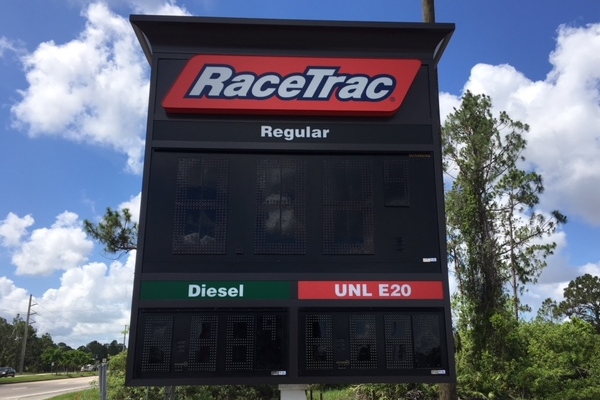 RaceTrac
Regular
Diesel
UNL E20